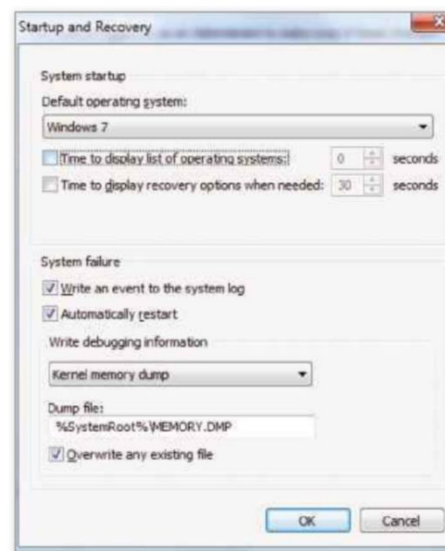 Startup and Recovery
System startup
Default operating system:
Windows 7
Time to display list of operating systems: 0 seconds
Time to display recovery options when needed: 30 seconds
System failure
Write an event to the system log
Automatically restart
Write debugging information
Kernel memory dump
Dump file:
%SystemRoot%\MEMORY.DMP
Overwrite any existing file
OK Cancel